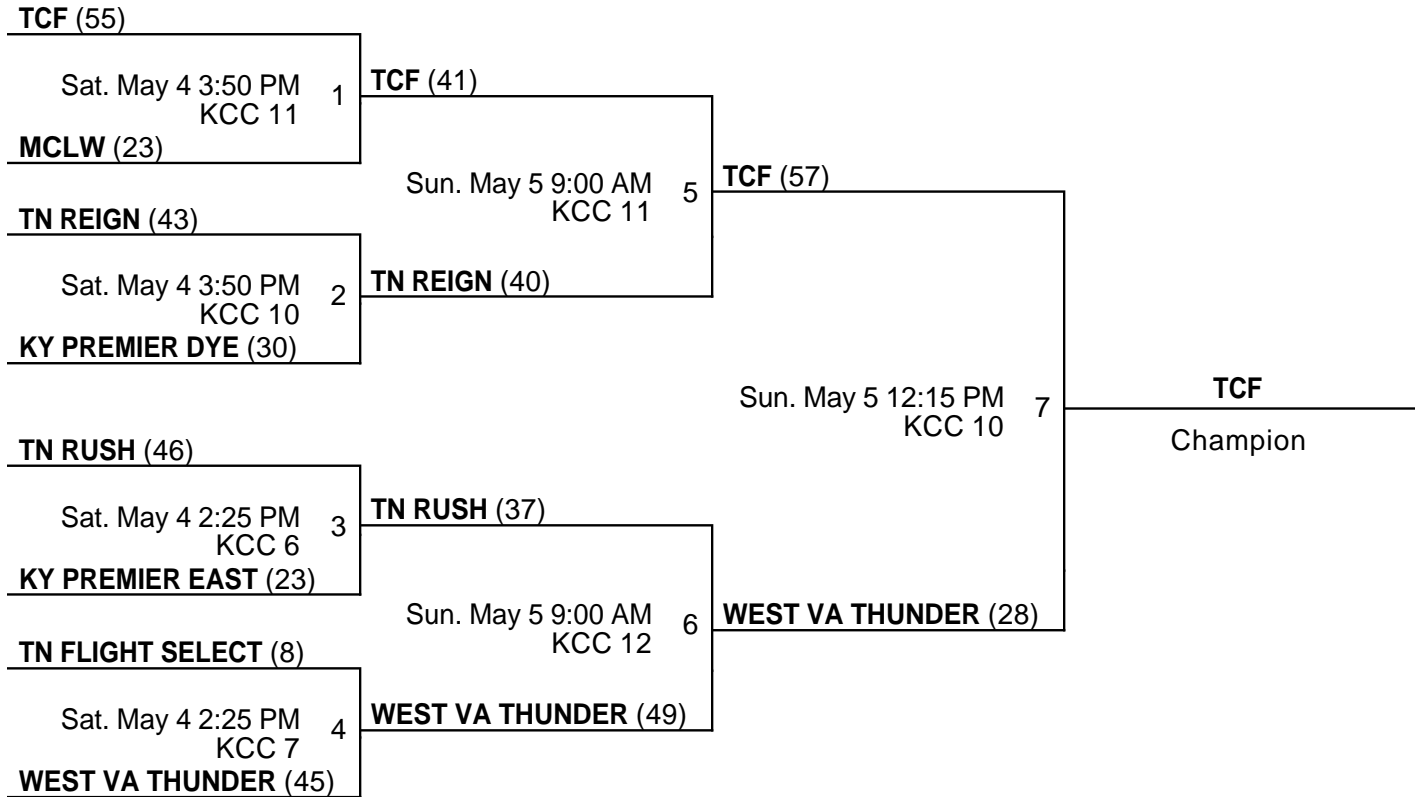 TCF (55)
Sat. May 4 3:50 PM
1
KCC 11
MCLW (23)
TN REIGN (43)
Sat. May 4 3:50 PM
2
KCC 10
KY PREMIER DYE (30)
TN RUSH (46)
Sat. May 4 2:25 PM
3
KCC 6
KY PREMIER EAST (23)
TN FLIGHT SELECT (8)
Sat. May 4 2:25 PM
4
KCC 7
WEST VA THUNDER (45)
TCF (41)
Sun. May 5 9:00 AM
5
KCC 11
TN REIGN (40)
TN RUSH (37)
Sun. May 5 9:00 AM
6
KCC 12
WEST VA THUNDER (49)
TCF (57)
Sun. May 5 12:15 PM
7
KCC 10
WEST VA THUNDER (28)
TCF
Champion